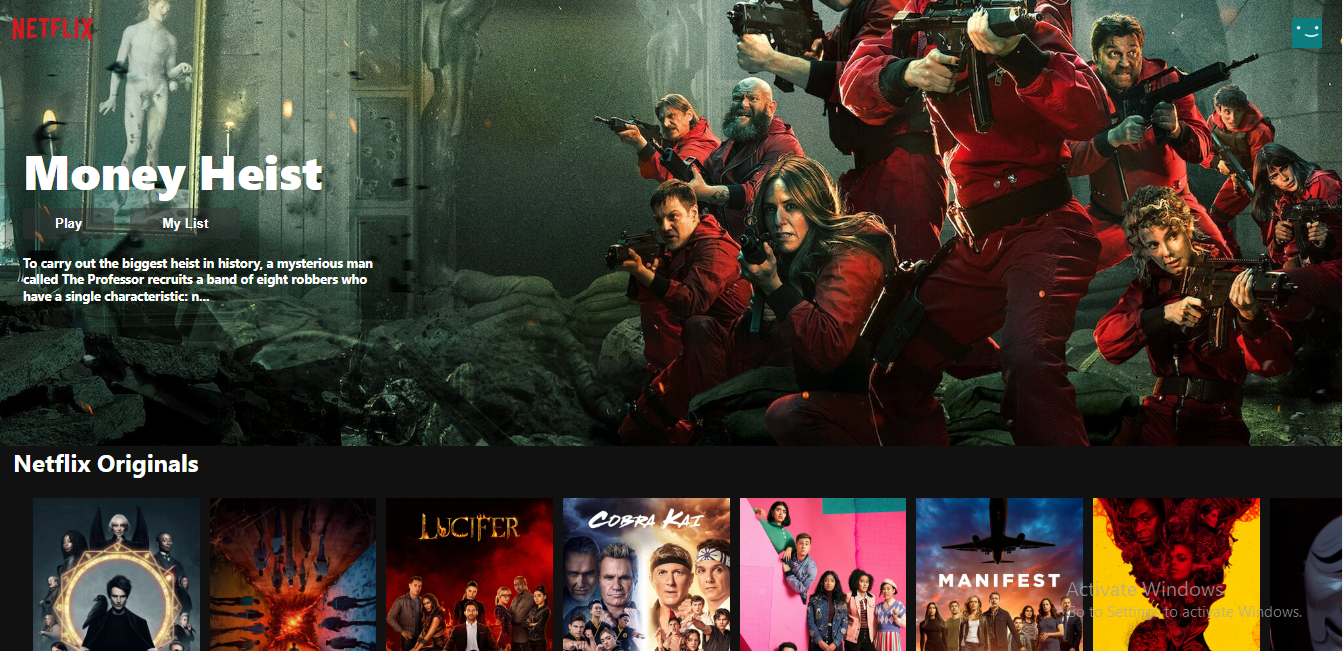 NETFLIX
Money Heist
Play
My List
To carry out the biggest heist in history, a mysterious man
called The Professor recruits a band of eight robbers who
have a single characteristic: n...
Netflix Originals
LUCIFER
COBRA KAI
MANIFEST
Activate Windows
Go to Settings to activate Windows.